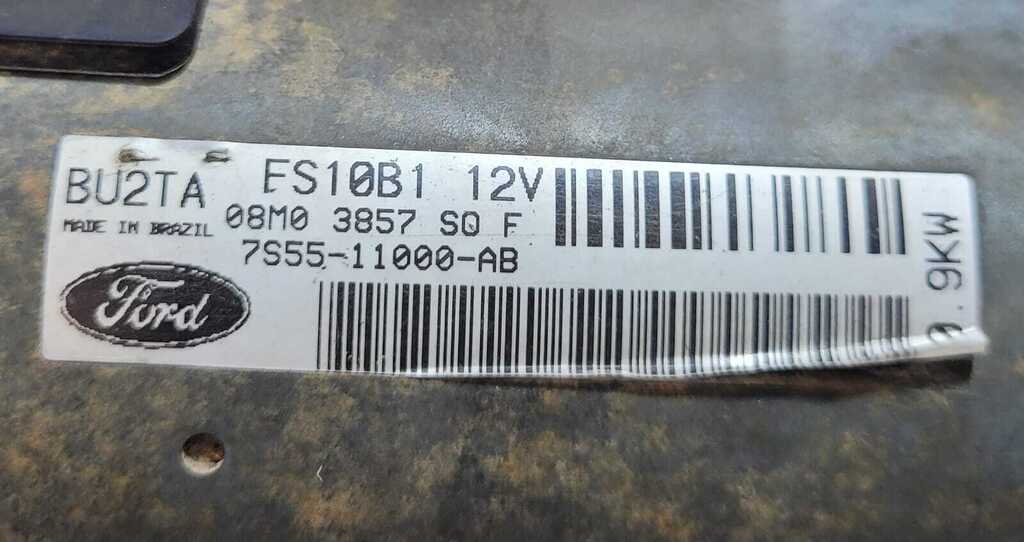 BU2TA FS10B1 12V
MADE IN BRAZIL 08M0 3857 SQ F
7S55-11000-AB
Ford
0.9KW